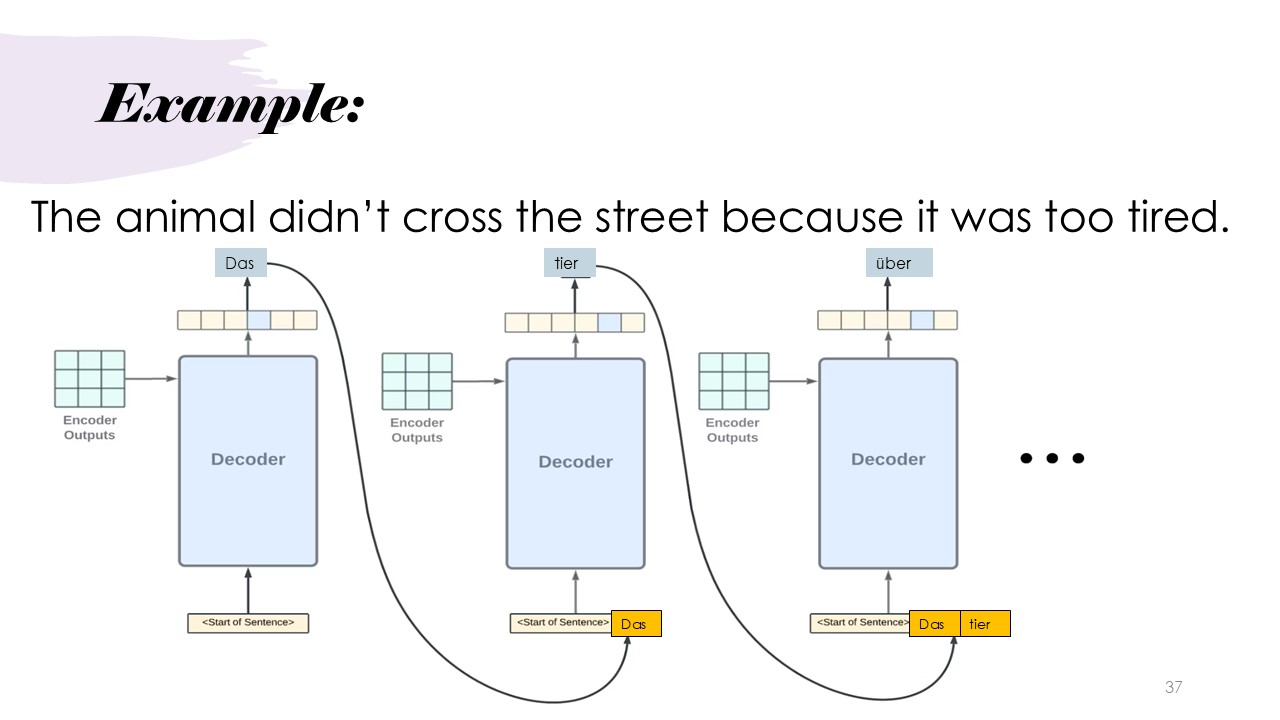 Example:
The animal didn’t cross the street because it was too tired.
Das
tier
über
Encoder
Outputs
Decoder
Encoder
Outputs
Decoder
Encoder
Outputs
Decoder
...
<Start of Sentence>
<Start of Sentence> Das
<Start of Sentence> Das tier
37